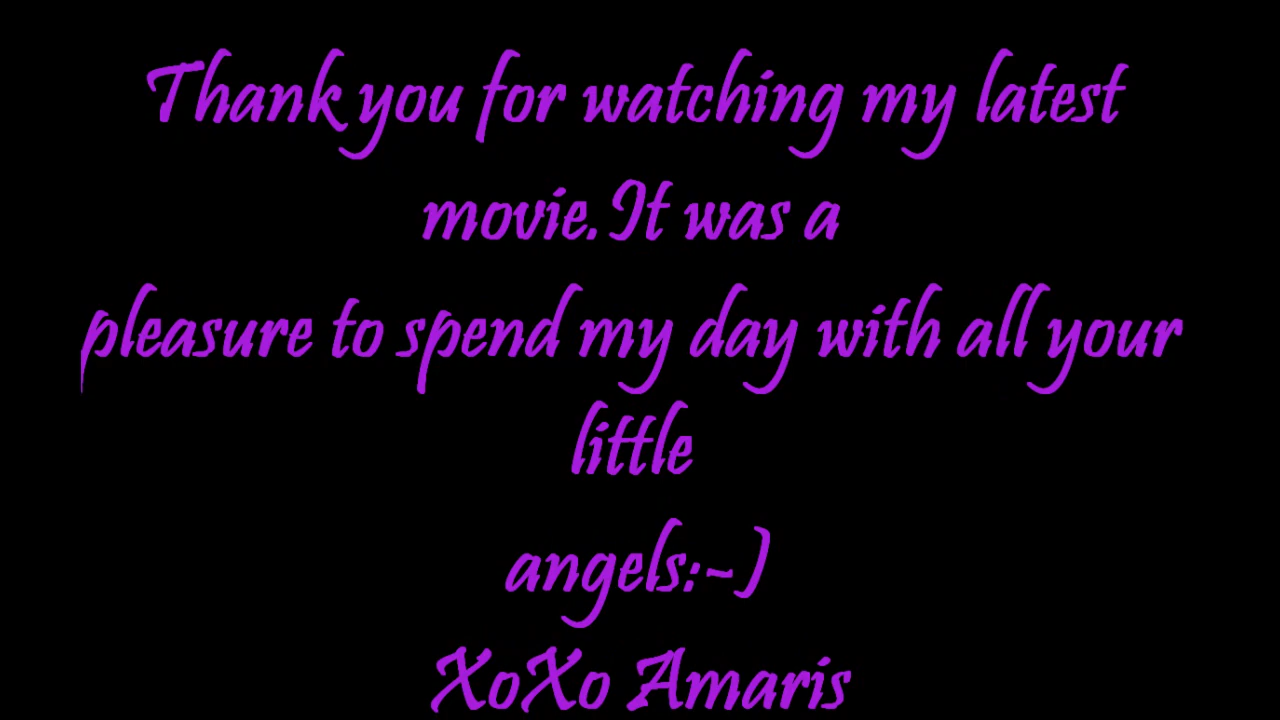 Thank you for watching my latest
movie.It was a
pleasure to spend my day with all your
little
angels:-)
XoXo Amaris